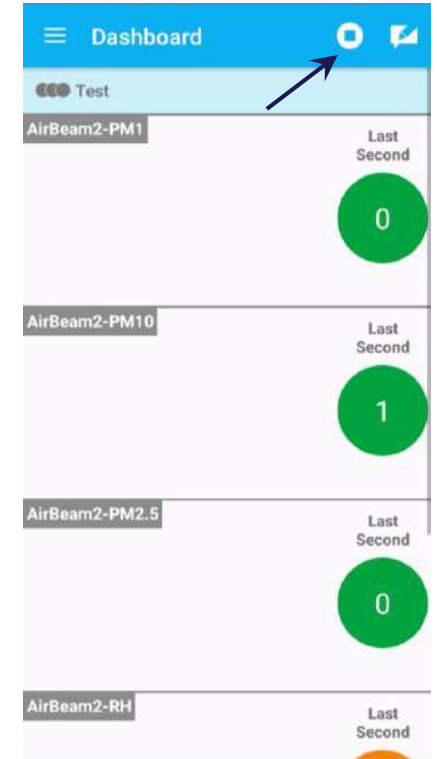 Dashboard
Test
AirBeam2-PM1
Last
Second
0
AirBeam2-PM10
Last
Second
1
AirBeam2-PM2.5
Last
Second
0
AirBeam2-RH
Last
Second